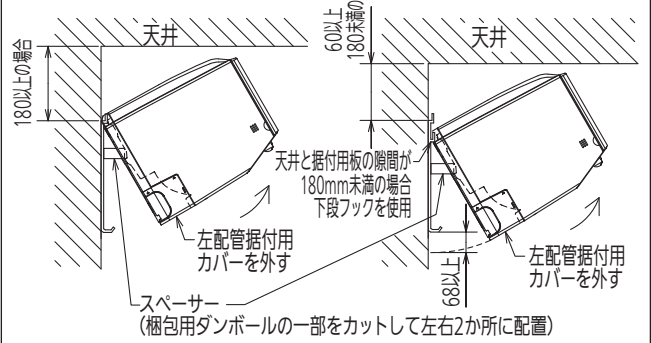 天井
180以上の場合
60以上
180未満の
天井
天井と据付用板の隙間が
180mm未満の場合
下段フックを使用
左配管据付用
カバーを外す
68以上
左配管据付用
カバーを外す
スペーサー
(梱包用ダンボールの一部をカットして左右2か所に配置)